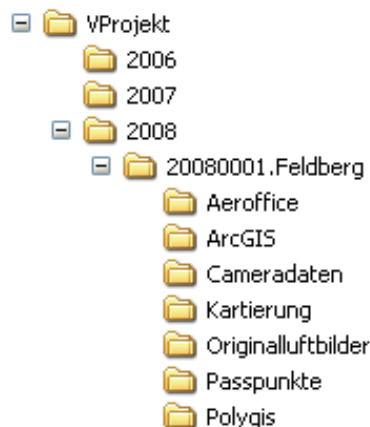 VProjekt
2006
2007
2008
20080001.Feldberg
Aeroffice
ArcGIS
Cameradaten
Kartierung
Originalluftbilder
Passpunkte
Polygis